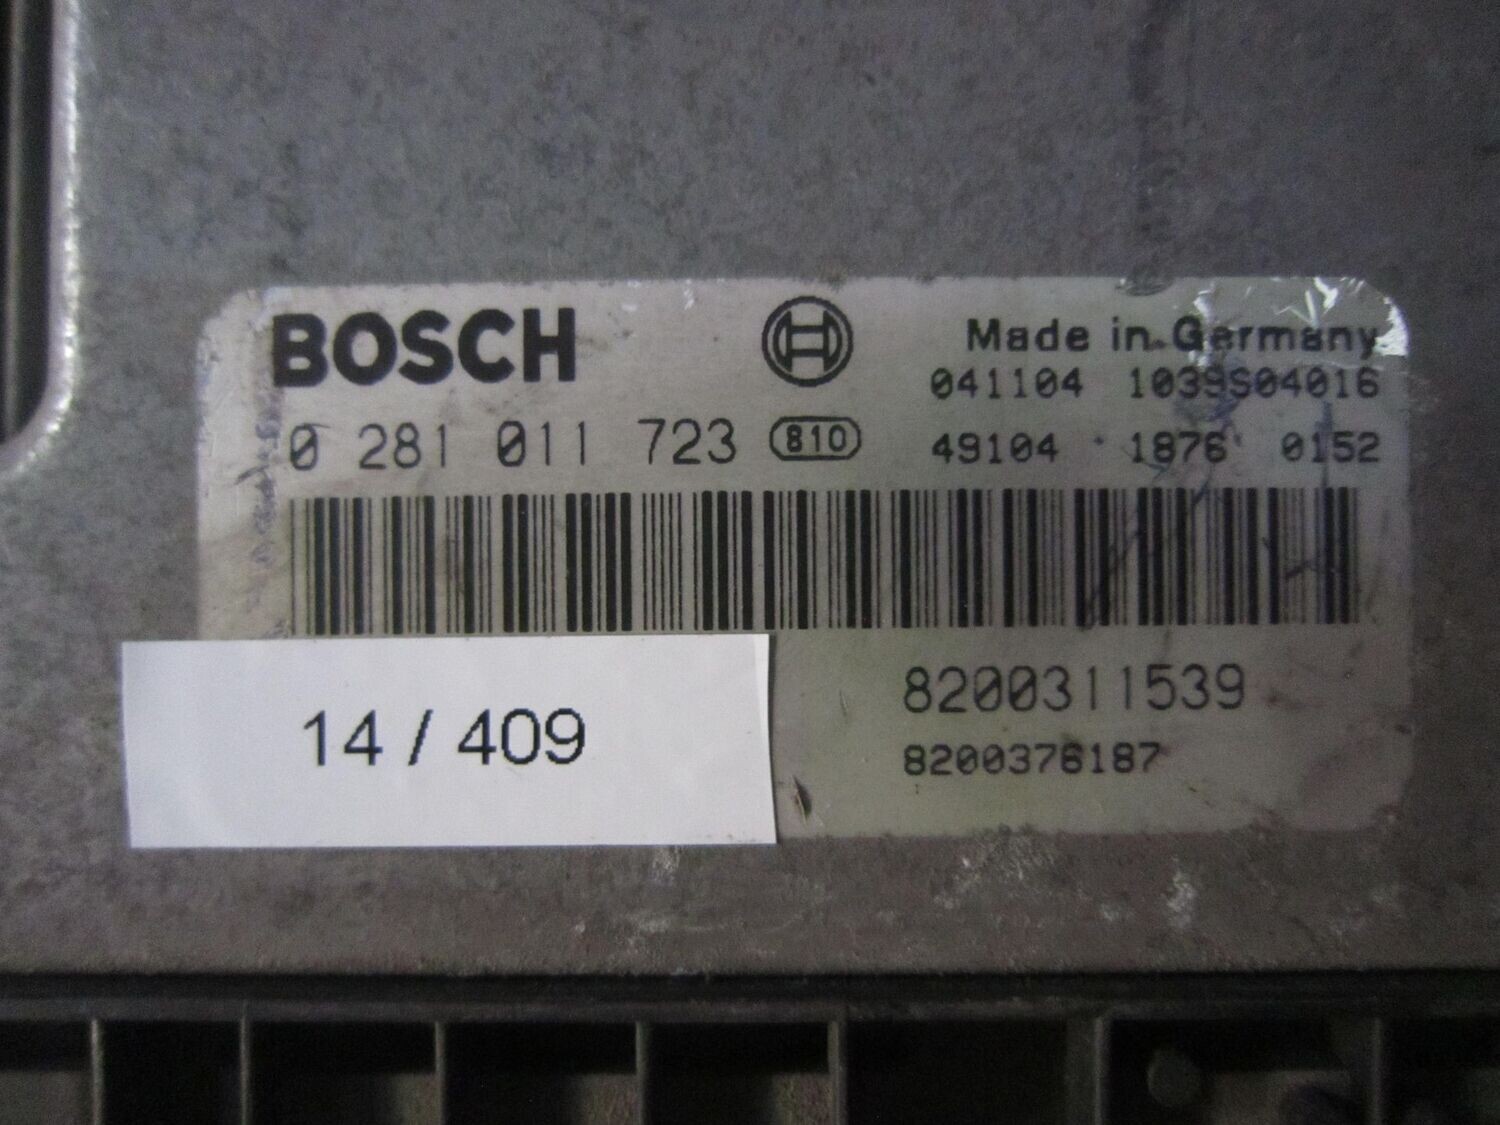 BOSCH
Made in Germany
041104 1039S04016
0 281 011 723 810
49104 1876 0152
14 / 409
8200311539
8200376187